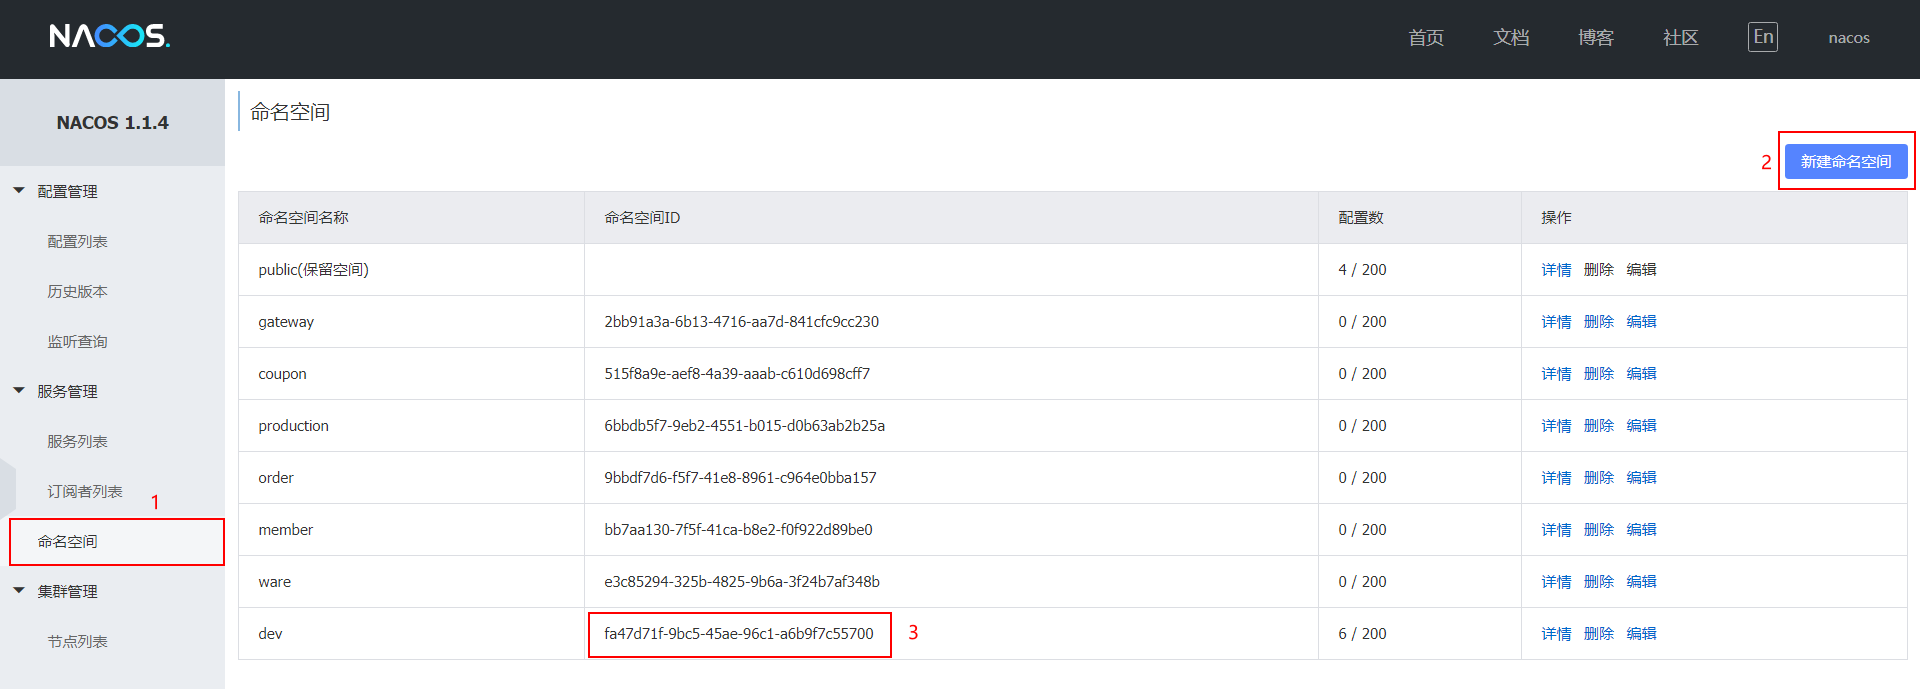 NACOS.
首页 文档 博客 社区 En nacos
NACOS 1.1.4
配置管理
配置列表
历史版本
监听查询
服务管理
服务列表
订阅者列表
1
命名空间
集群管理
节点列表
命名空间
2 新建命名空间
命名空间名称 命名空间ID 配置数 操作
public(保留空间) 4 / 200 详情 删除 编辑
gateway 2bb91a3a-6b13-4716-aa7d-841cfc9cc230 0 / 200 详情 删除 编辑
coupon 515f8a9e-aef8-4a39-aaab-c610d698cff7 0 / 200 详情 删除 编辑
production 6bbdb5f7-9eb2-4551-b015-d0b63ab2b25a 0 / 200 详情 删除 编辑
order 9bbdf7d6-f5f7-41e8-8961-c964e0bba157 0 / 200 详情 删除 编辑
member bb7aa130-7f5f-41ca-b8e2-f0f922d89be0 0 / 200 详情 删除 编辑
ware e3c85294-325b-4825-9b6a-3f24b7af348b 0 / 200 详情 删除 编辑
dev fa47d71f-9bc5-45ae-96c1-a6b9f7c55700 3 6 / 200 详情 删除 编辑